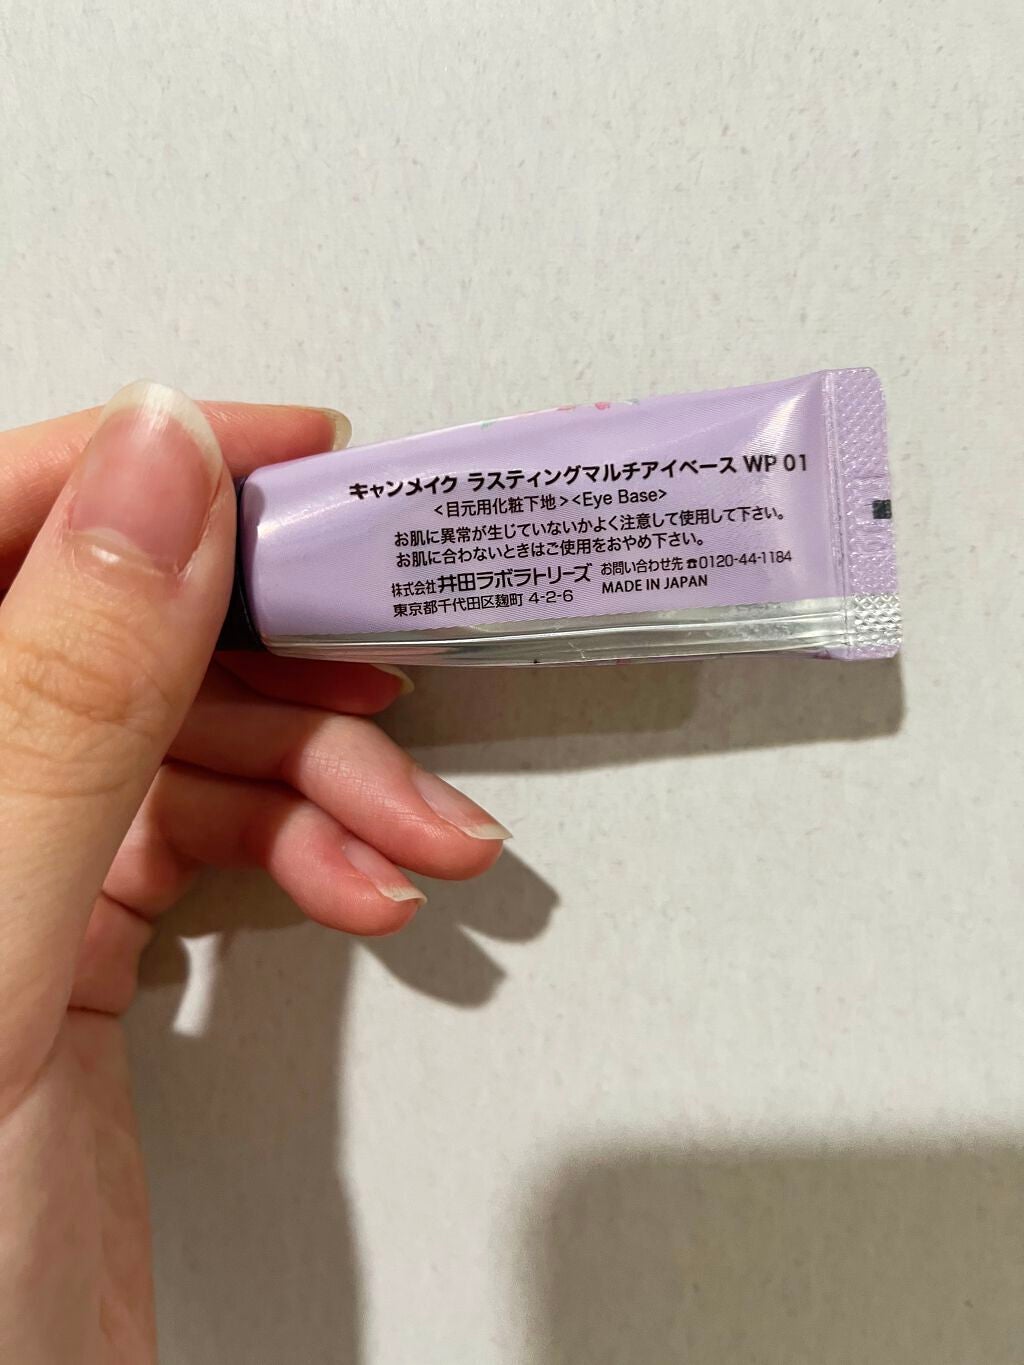 キャンメイク ラスティングマルチアイベース WP 01
<目元用化粧下地><Eye Base>
お肌に異常が生じていないかよく注意して使用して下さい。
お肌に合わないときはご使用をおやめ下さい。
株式会社井田ラボラトリーズ お問い合わせ先 ☎0120-44-1184
東京都千代田区麹町 4-2-6 MADE IN JAPAN